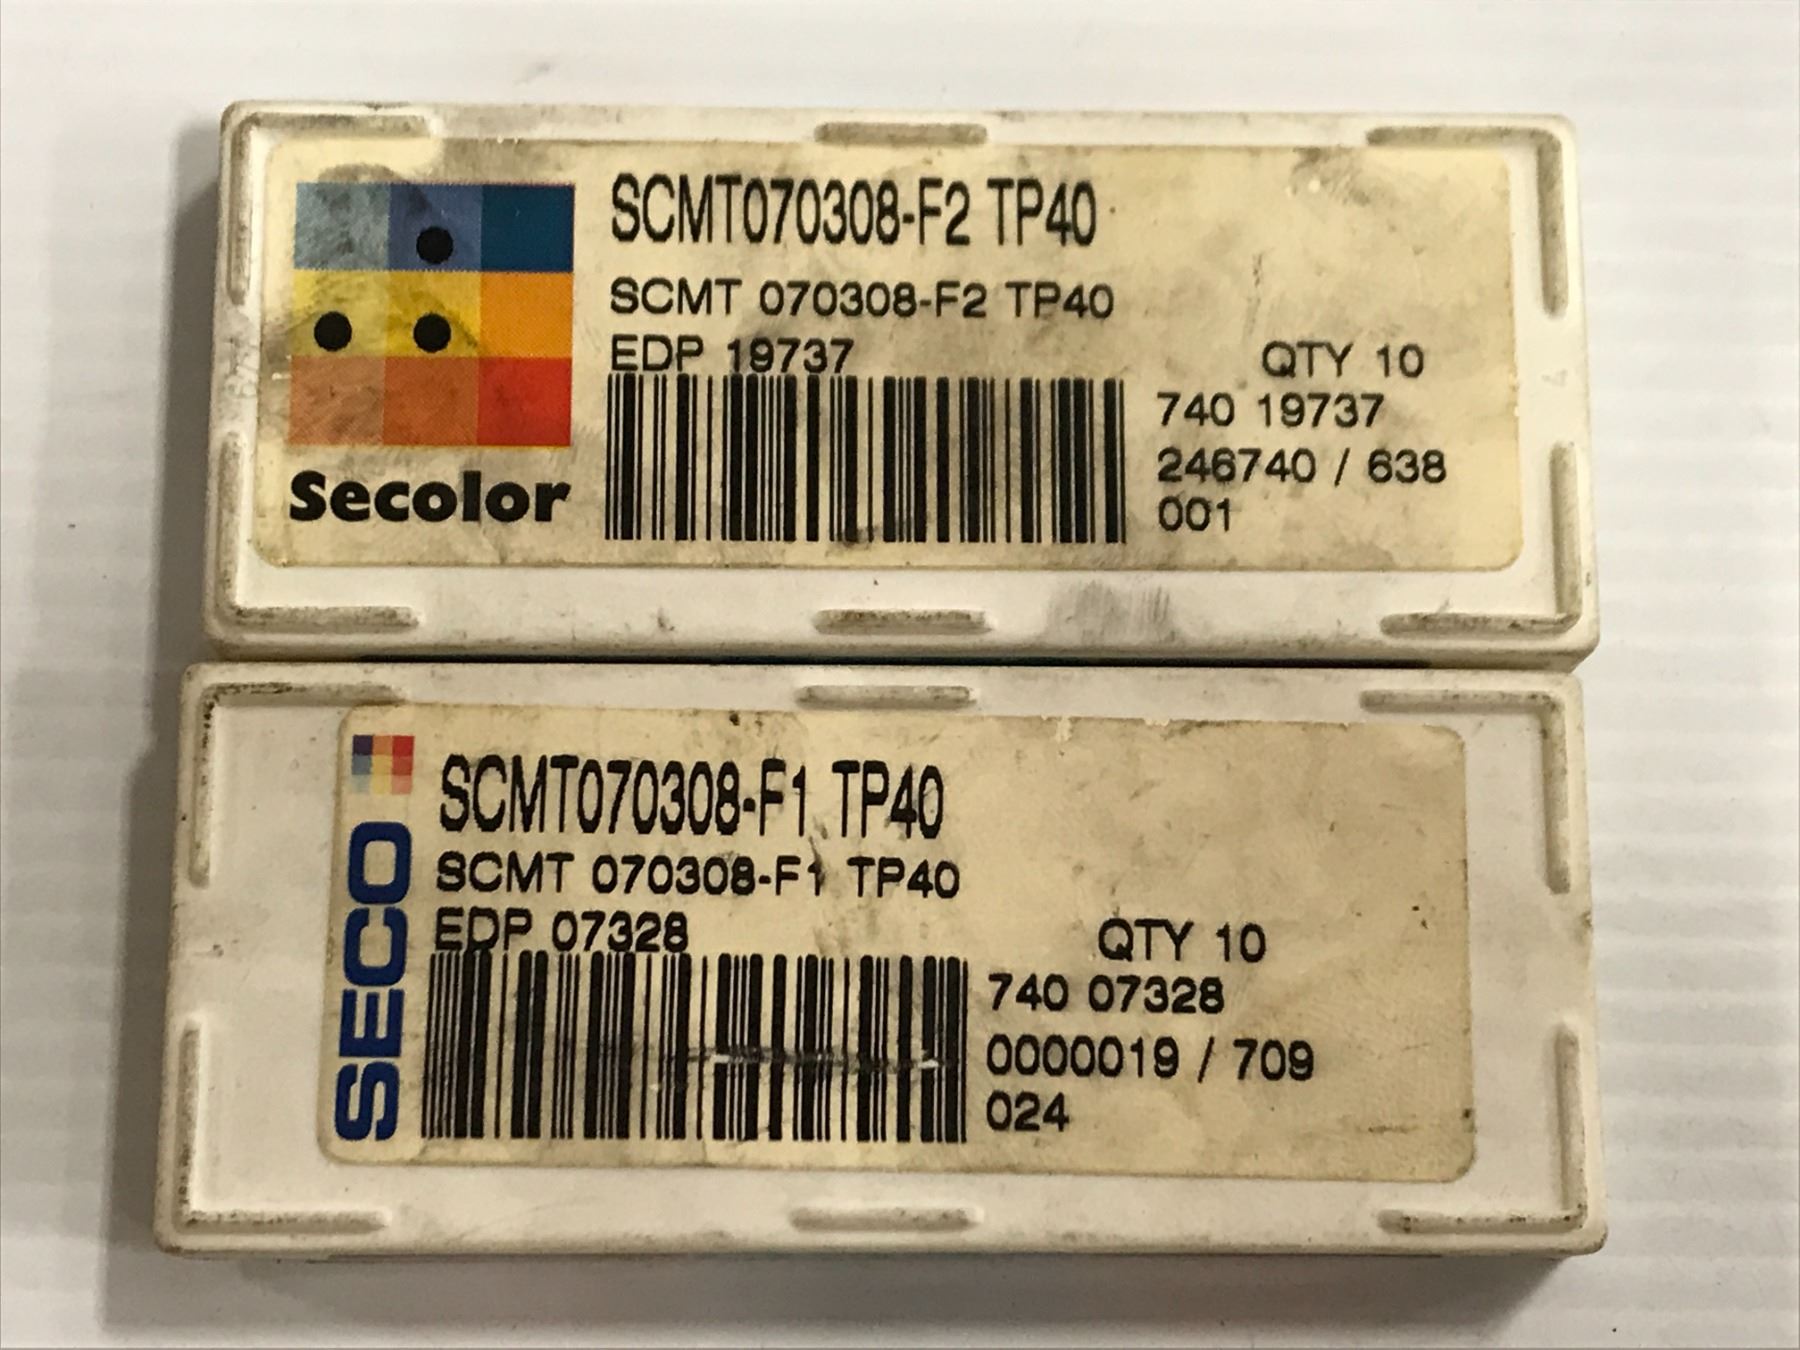 SCMT070308-F2 TP40
SCMT 070308-F2 TP40
EDP 19737
QTY 10
740 19737
246740 / 638
001
Secolor
SECO
SCMT070308-F1 TP40
SCMT 070308-F1 TP40
EDP 07328
QTY 10
740 07328
0000019 / 709
024